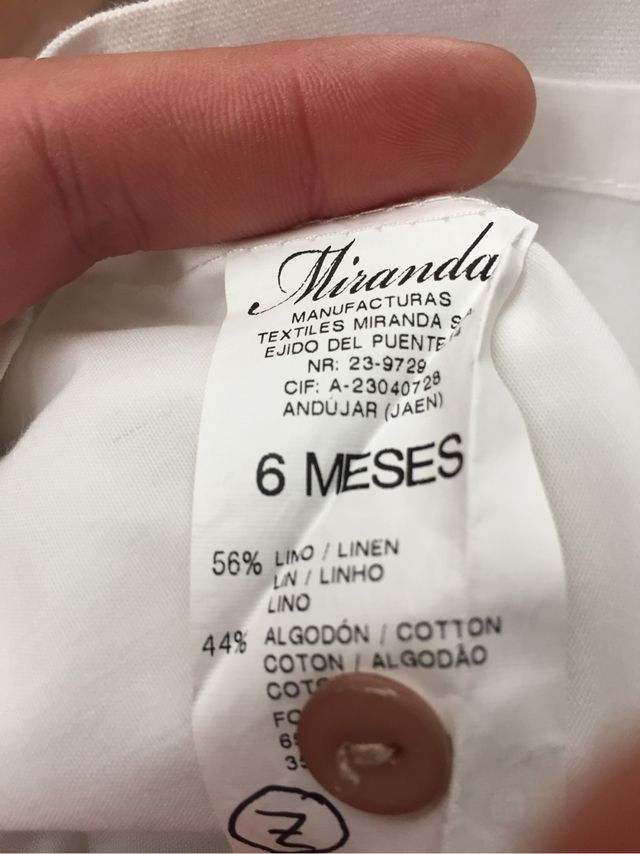 Miranda
MANUFACTURAS
TEXTILES MIRANDA
EJIDO DEL PUENTE
NR: 23-9729
CIF: A-23040728
ANDÚJAR (JAEN)
6 MESES
56% LINO / LINEN
LIN / LINHO
LINO
44% ALGODÓN / COTTON
COTON / ALGODÃO
Z